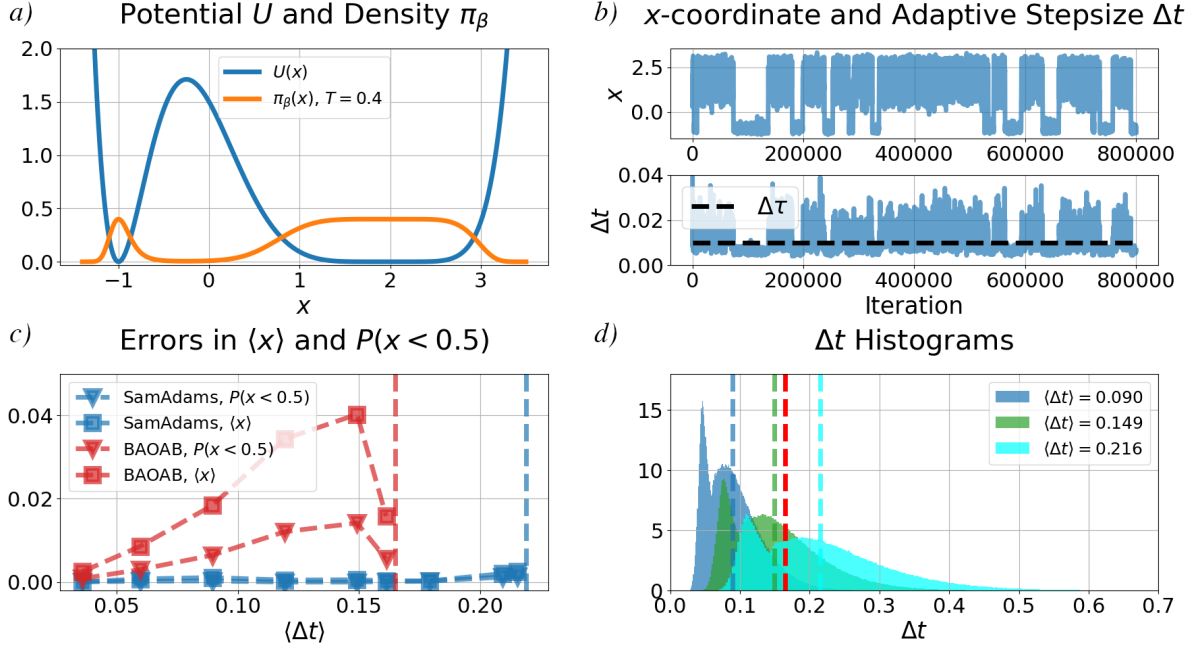 a)
Potential U and Density π_β
2.0
1.5
1.0
0.5
0.0
U(x)
π_β(x), T = 0.4
−1
0
1
2
3
x
b)
x-coordinate and Adaptive Stepsize Δt
x
2.5
0.0
0
200000
400000
600000
800000
Δt
0.04
0.02
0.00
Δτ
0
200000
400000
600000
800000
Iteration
c)
Errors in ⟨x⟩ and P(x < 0.5)
0.04
0.02
0.00
SamAdams, P(x < 0.5)
SamAdams, ⟨x⟩
BAOAB, P(x < 0.5)
BAOAB, ⟨x⟩
0.05
0.10
0.15
0.20
⟨Δt⟩
d)
Δt Histograms
15
10
5
0
⟨Δt⟩ = 0.090
⟨Δt⟩ = 0.149
⟨Δt⟩ = 0.216
0.0
0.1
0.2
0.3
0.4
0.5
0.6
0.7
Δt